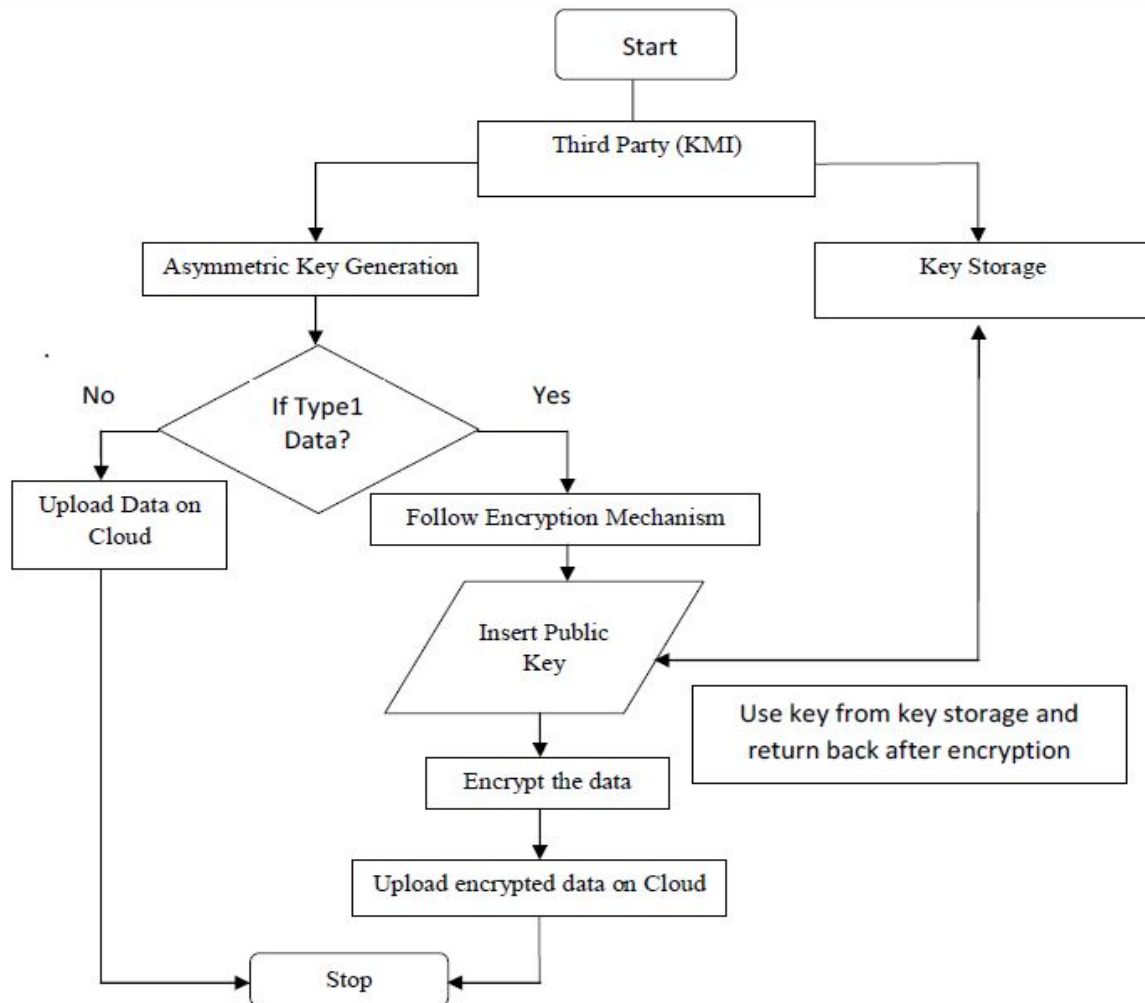 Start
Third Party (KMI)
Asymmetric Key Generation
Key Storage
No
Yes
If Type1
Data?
Upload Data on
Cloud
Follow Encryption Mechanism
Insert Public
Key
Use key from key storage and
return back after encryption
Encrypt the data
Upload encrypted data on Cloud
Stop